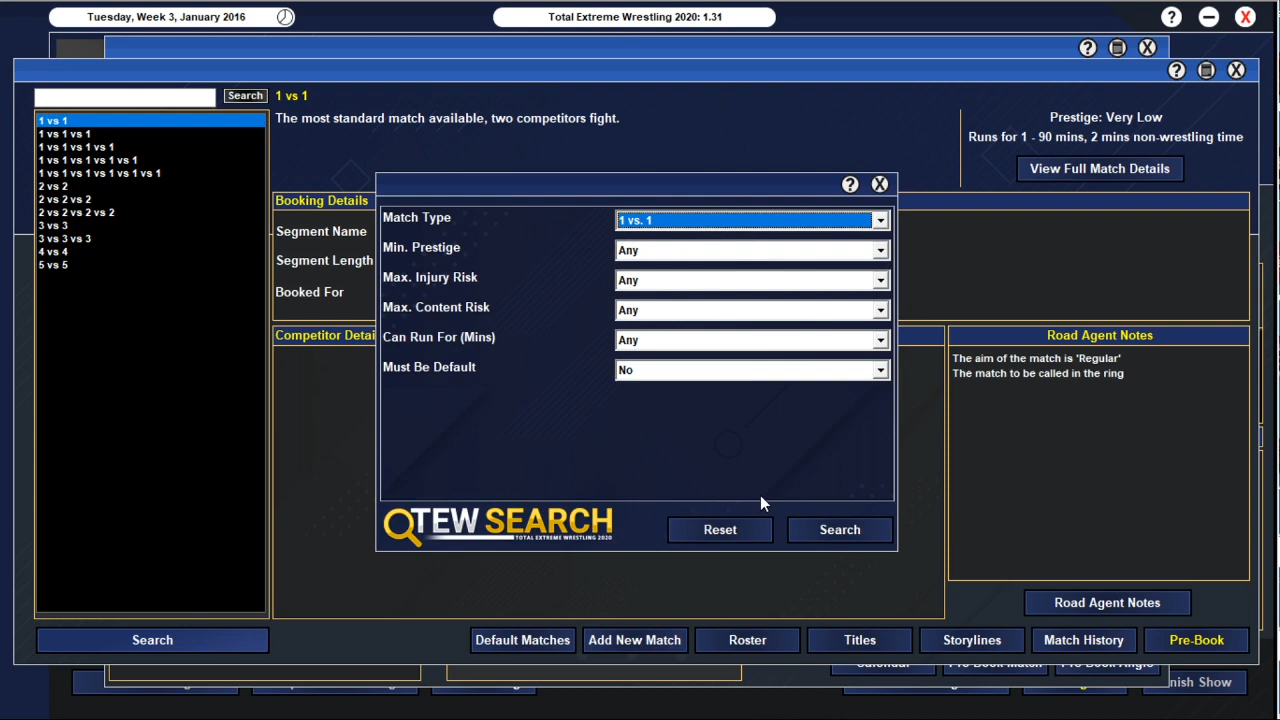 Tuesday, Week 3, January 2016
Total Extreme Wrestling 2020: 1.31
Search
1 vs 1
The most standard match available, two competitors fight.
Prestige: Very Low
Runs for 1 - 90 mins, 2 mins non-wrestling time
View Full Match Details
1 vs 1
1 vs 1 vs 1
1 vs 1 vs 1 vs 1
1 vs 1 vs 1 vs 1 vs 1
1 vs 1 vs 1 vs 1 vs 1 vs 1
2 vs 2
2 vs 2 vs 2
2 vs 2 vs 2 vs 2
3 vs 3
3 vs 3 vs 3
4 vs 4
5 vs 5
Booking Details
Segment Name
Segment Length
Booked For
Competitor Detai
Match Type
1 vs. 1
Min. Prestige
Any
Max. Injury Risk
Any
Max. Content Risk
Any
Can Run For (Mins)
Any
Must Be Default
No
TEW SEARCH
TOTAL EXTREME WRESTLING 2020
Reset
Search
Road Agent Notes
The aim of the match is 'Regular'
The match to be called in the ring
Road Agent Notes
Search
Default Matches
Add New Match
Roster
Titles
Storylines
Match History
Pre-Book
Calendar
Pre-Book Match
Pre-Book Angle
nish Show